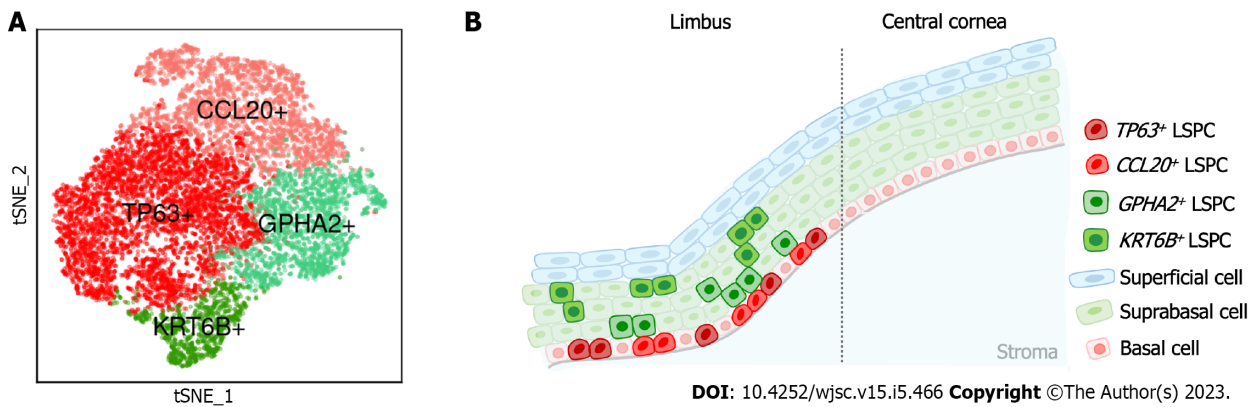 A
CCL20+
TP63+
GPHA2+
KRT6B+
tSNE_2
tSNE_1
B
Limbus
Central cornea
Stroma
TP63⁺ LSPC
CCL20⁺ LSPC
GPHA2⁺ LSPC
KRT6B⁺ LSPC
Superficial cell
Suprabasal cell
Basal cell
DOI: 10.4252/wjsc.v15.i5.466 Copyright ©The Author(s) 2023.